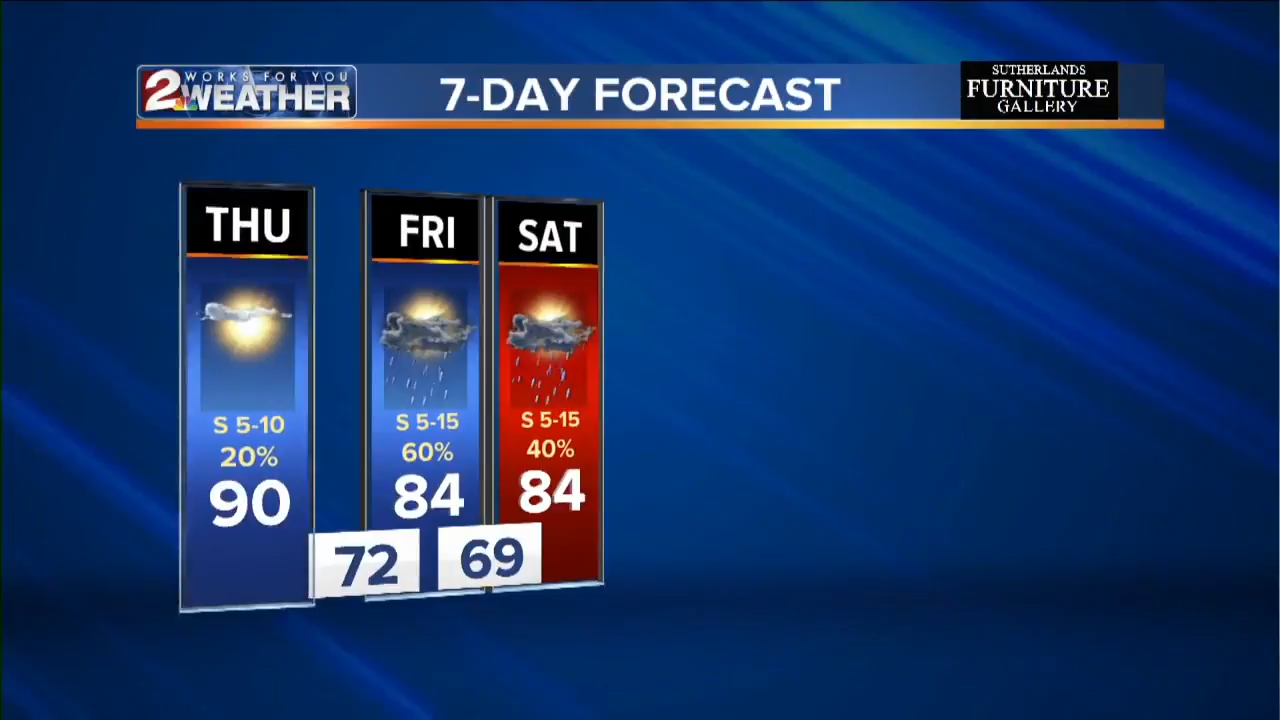 2 WORKS FOR YOU
WEATHER
7-DAY FORECAST
SUTHERLANDS
FURNITURE
GALLERY
THU
S 5-10
20%
90
72
FRI
S 5-15
60%
84
69
SAT
S 5-15
40%
84